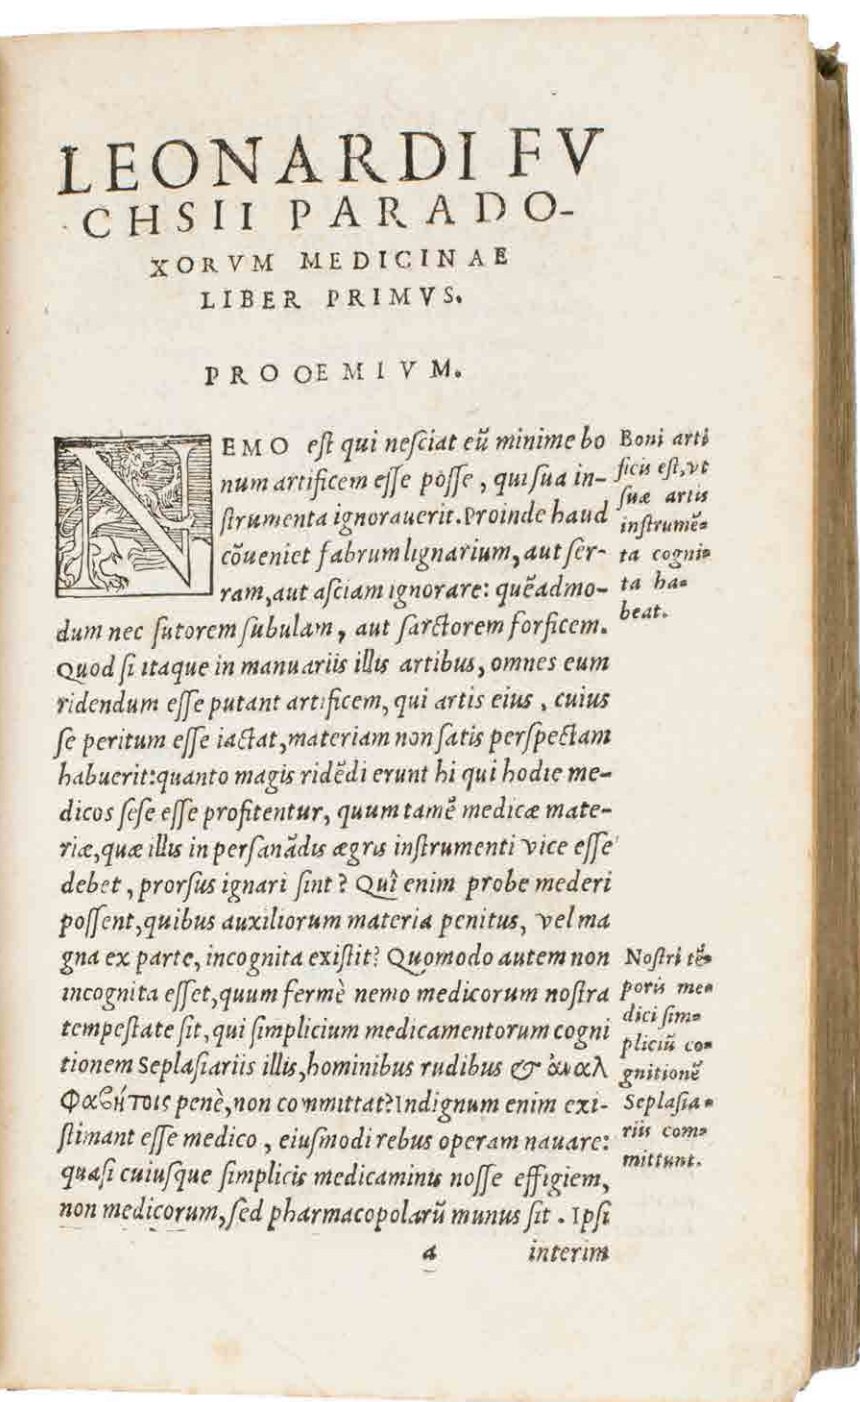 LEONARDI FV
CHSII PARADO-
XORVM MEDICINAE
LIBER PRIMVS.
PROOEMIVM.
NEMO eſt qui neſciat eũ minime bo
num artificem eſſe poſſe, qui ſua in-
ſtrumenta ignorauerit. Proinde haud
cõueniet fabrum lignarium, aut ſer-
ram, aut aſciam ignorare: quẽadmo-
dum nec ſutorem ſubulam, aut ſarctorem forficem.
Quod ſi itaque in manuariis illis artibus, omnes eum
ridendum eſſe putant artificem, qui artis eius, cuius
ſe peritum eſſe iactat, materiam non ſatis perſpectam
habuerit: quanto magis ridẽdi erunt hi qui hodie me-
dicos ſeſe eſſe profitentur, quum tamẽ medicæ mate-
riæ, quæ illis in perſanãdis ægris inſtrumenti vice eſſe
debet, prorſus ignari ſint? Quî enim probe mederi
poſſent, quibus auxiliorum materia penitus, vel ma
gna ex parte, incognita exiſtit? Quomodo autem non
incognita eſſet, quum fermè nemo medicorum noſtra
tempeſtate ſit, qui ſimplicium medicamentorum cogni
tionem Seplaſiariis illis, hominibus rudibus & ἀναλ
φαβήτοις penè, non committat? Indignum enim exi-
ſtimant eſſe medico, eiuſmodi rebus operam nauare:
quaſi cuiuſque ſimplicis medicaminis noſſe effigiem,
non medicorum, ſed pharmacopolarũ munus ſit. Ipſi
a interim
Boni arti
ficis eſt, vt
ſuæ artis
inſtrumẽ-
ta cogni-
ta ha-
beat.
Noſtri tẽ-
poris me-
dici ſim-
pliciũ co-
gnitionẽ
Seplaſia-
riis com-
mittunt.